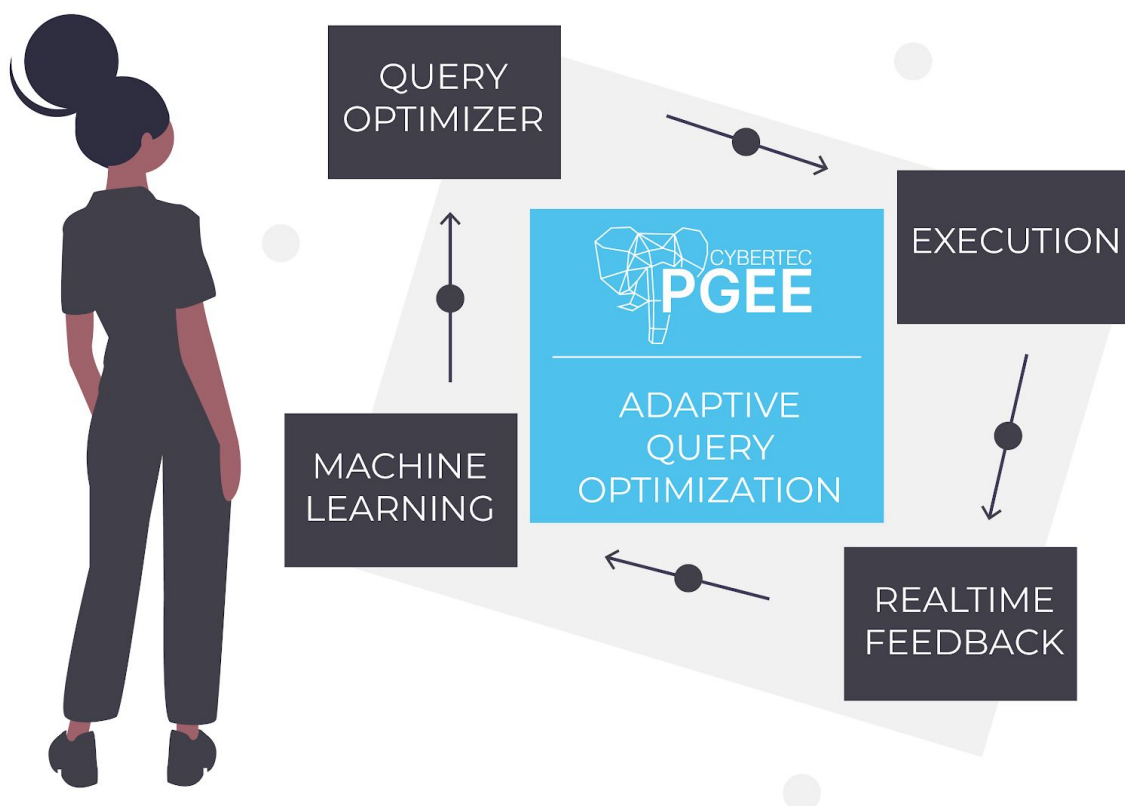 QUERY
OPTIMIZER
EXECUTION
CYBERTEC
PGEE
ADAPTIVE
QUERY
OPTIMIZATION
MACHINE
LEARNING
REALTIME
FEEDBACK